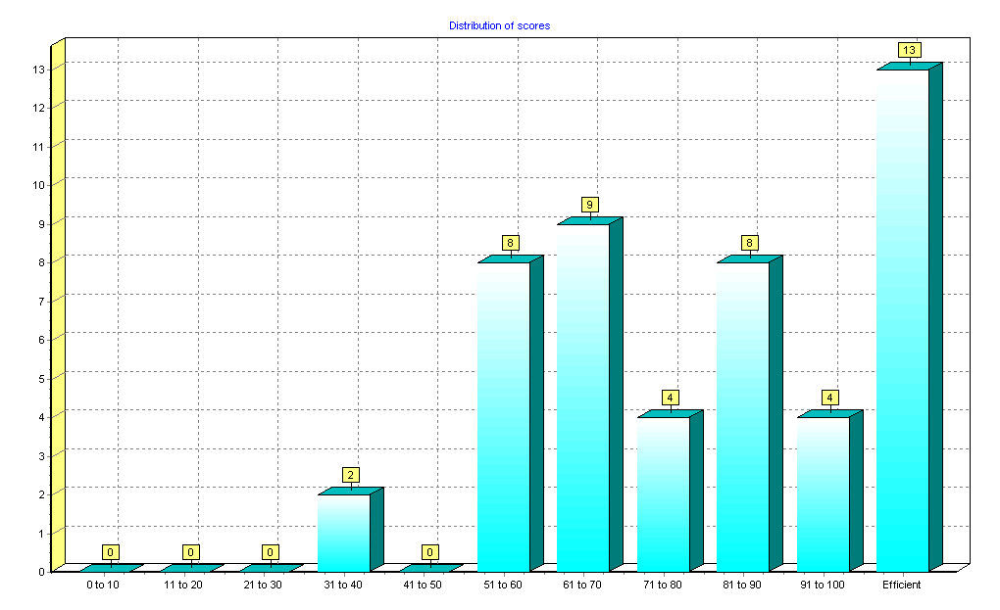 Distribution of scores
13
12
11
10
9
8
7
6
5
4
3
2
1
0
0
0
0
2
0
8
9
4
8
4
13
0 to 10
11 to 20
21 to 30
31 to 40
41 to 50
51 to 60
61 to 70
71 to 80
81 to 90
91 to 100
Efficient